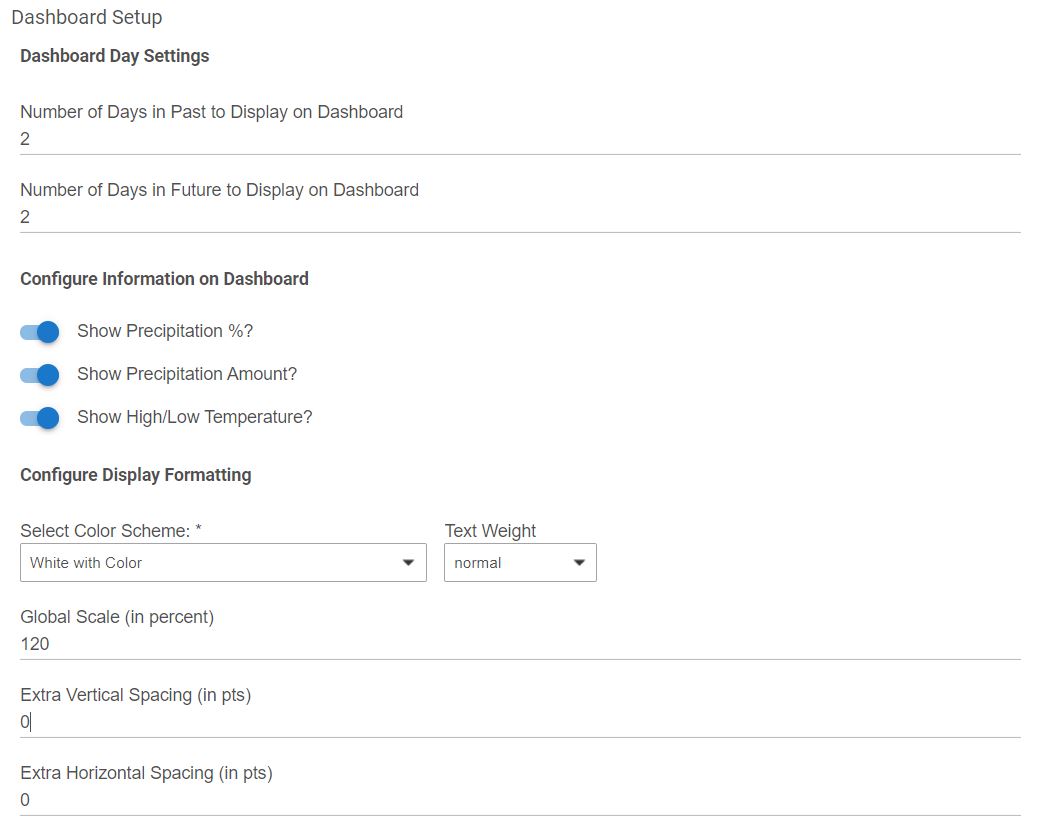 Dashboard Setup
Dashboard Day Settings
Number of Days in Past to Display on Dashboard
2
Number of Days in Future to Display on Dashboard
2
Configure Information on Dashboard
Show Precipitation %?
Show Precipitation Amount?
Show High/Low Temperature?
Configure Display Formatting
Select Color Scheme: * Text Weight
White with Color normal
Global Scale (in percent)
120
Extra Vertical Spacing (in pts)
0
Extra Horizontal Spacing (in pts)
0